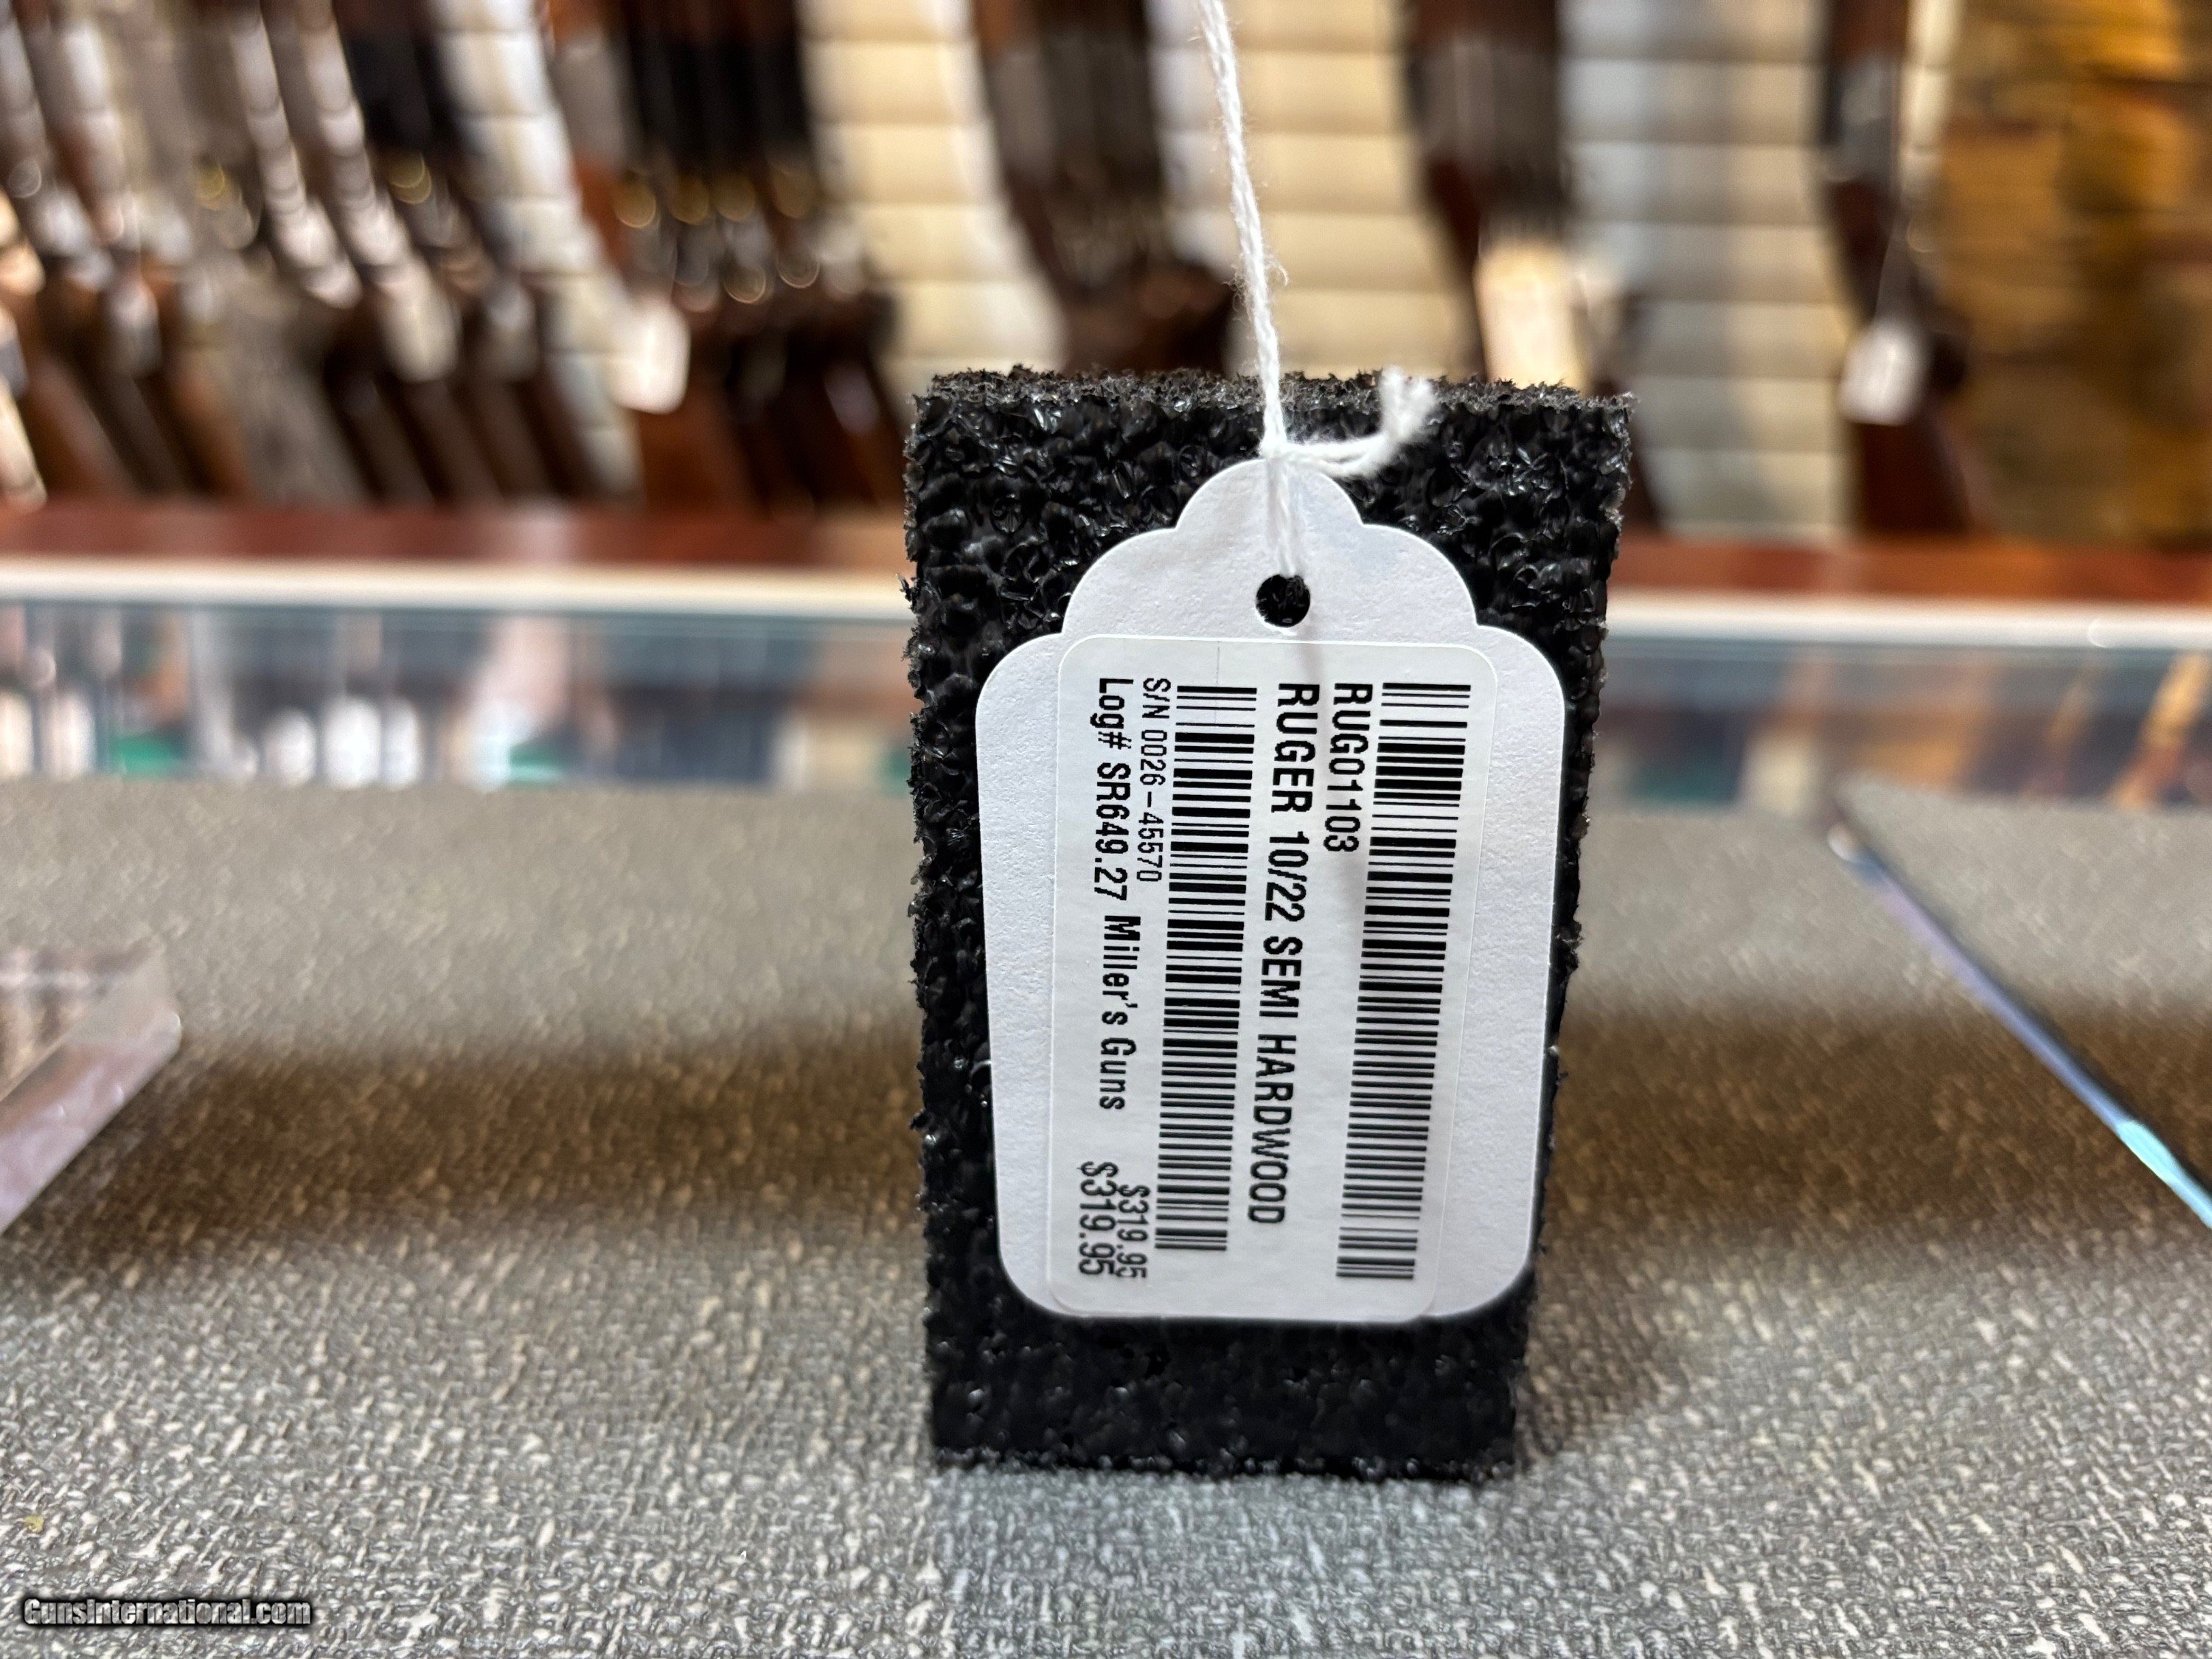 RUG01103
RUGER 10/22 SEMI HARDWOOD
S/N 0026-45570
$319.95
Log# SR649.27 Miller's Guns
$319.95
GunsInternational.com